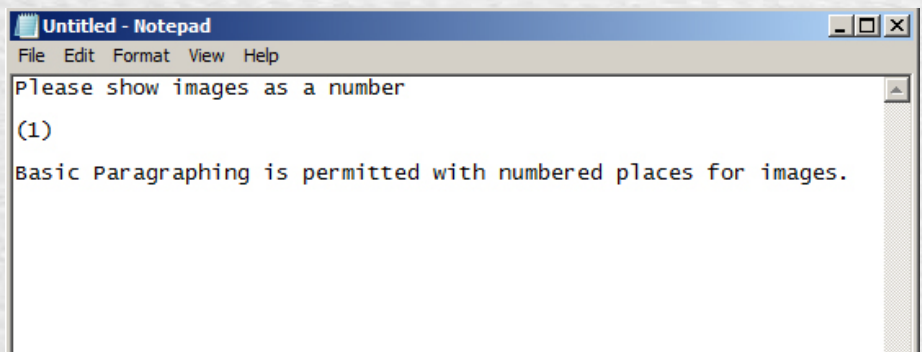 Untitled - Notepad
File Edit Format View Help
Please show images as a number
(1)
Basic Paragraphing is permitted with numbered places for images.